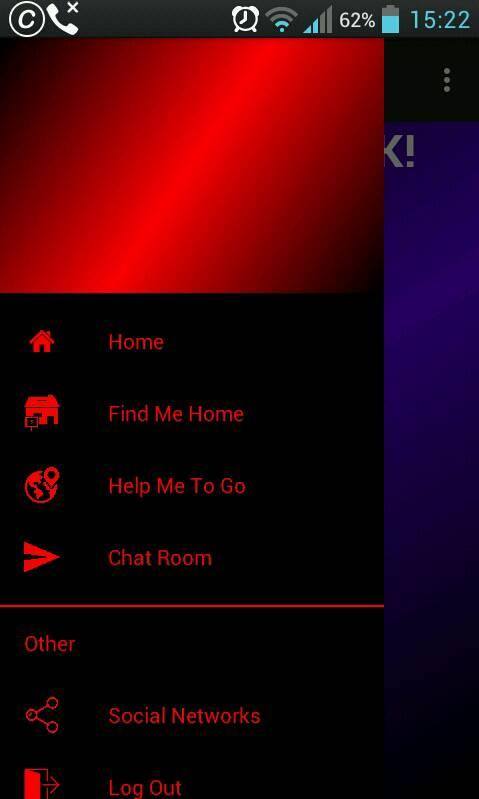 62% 15:22
K!
Home
Find Me Home
Help Me To Go
Chat Room
Other
Social Networks
Log Out